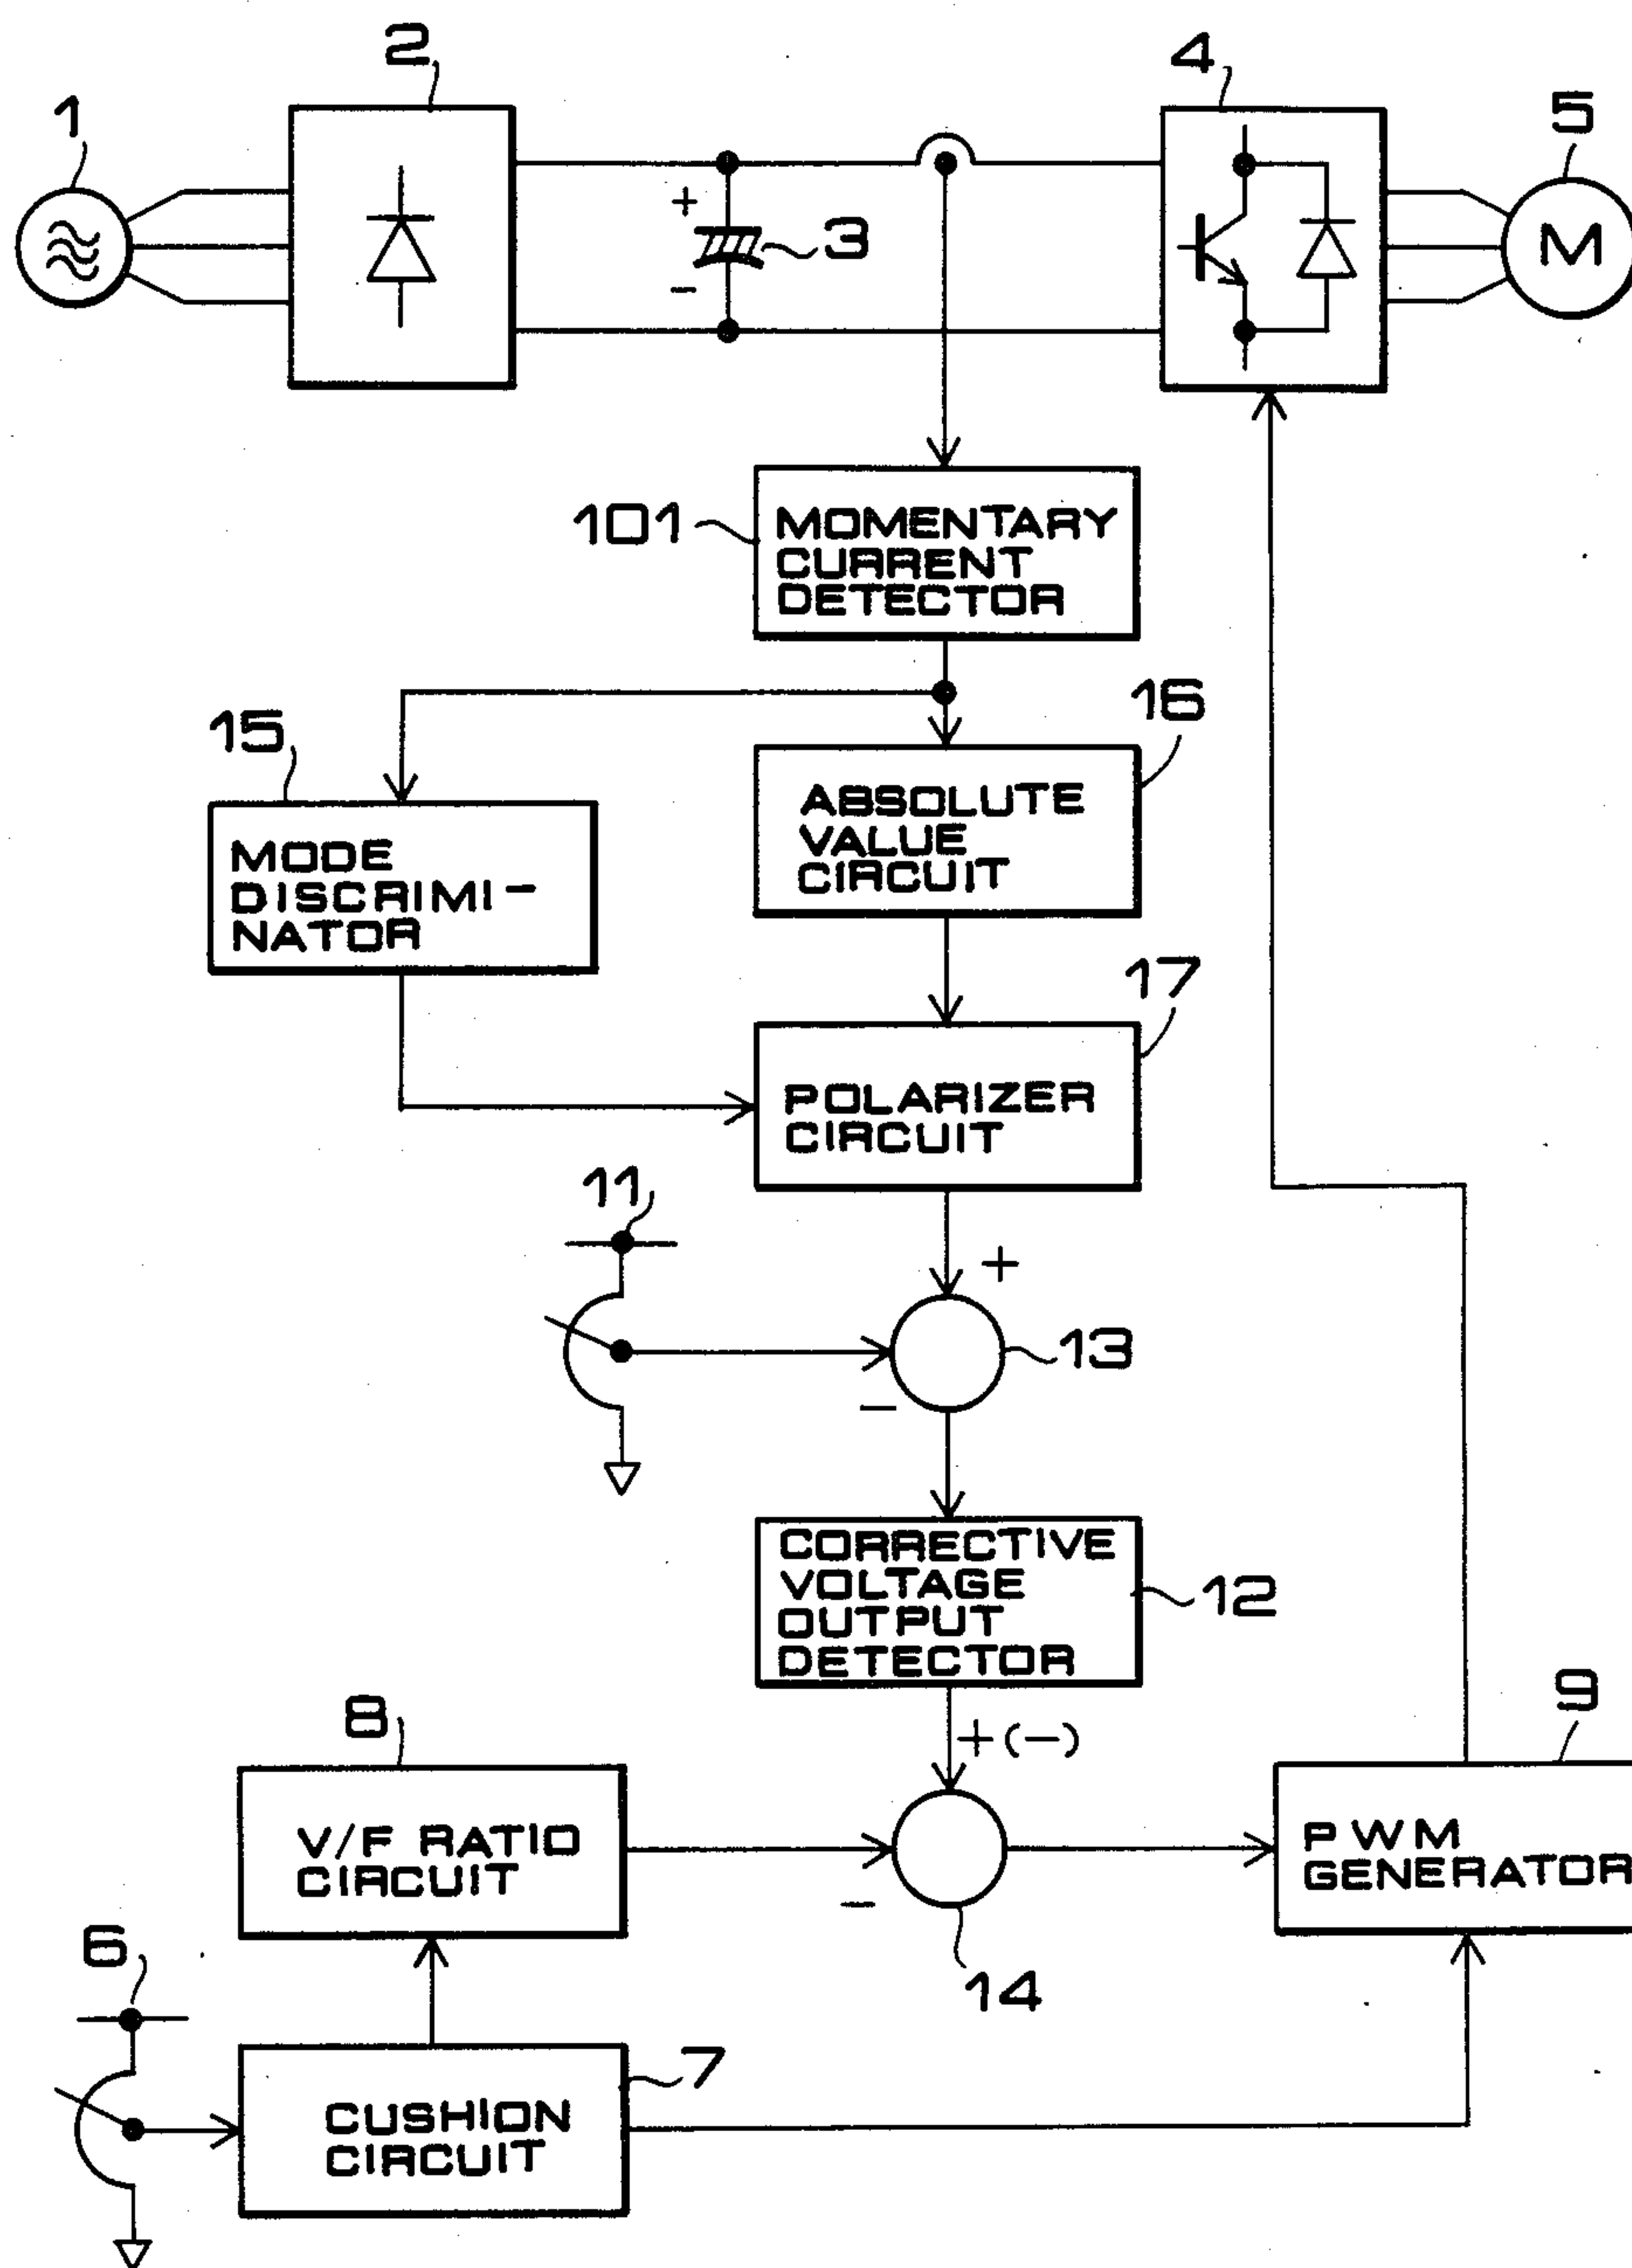 2
4
1
5
+
3
-
M
101
MOMENTARY
CURRENT
DETECTOR
16
15
ABSOLUTE
VALUE
CIRCUIT
MODE
DISCRIMI-
NATOR
17
POLARIZER
CIRCUIT
11
+
13
-
CORRECTIVE
VOLTAGE
OUTPUT
DETECTOR
12
+(-)
8
9
V/F RATIO
CIRCUIT
PWM
GENERATOR
-
14
6
7
CUSHION
CIRCUIT